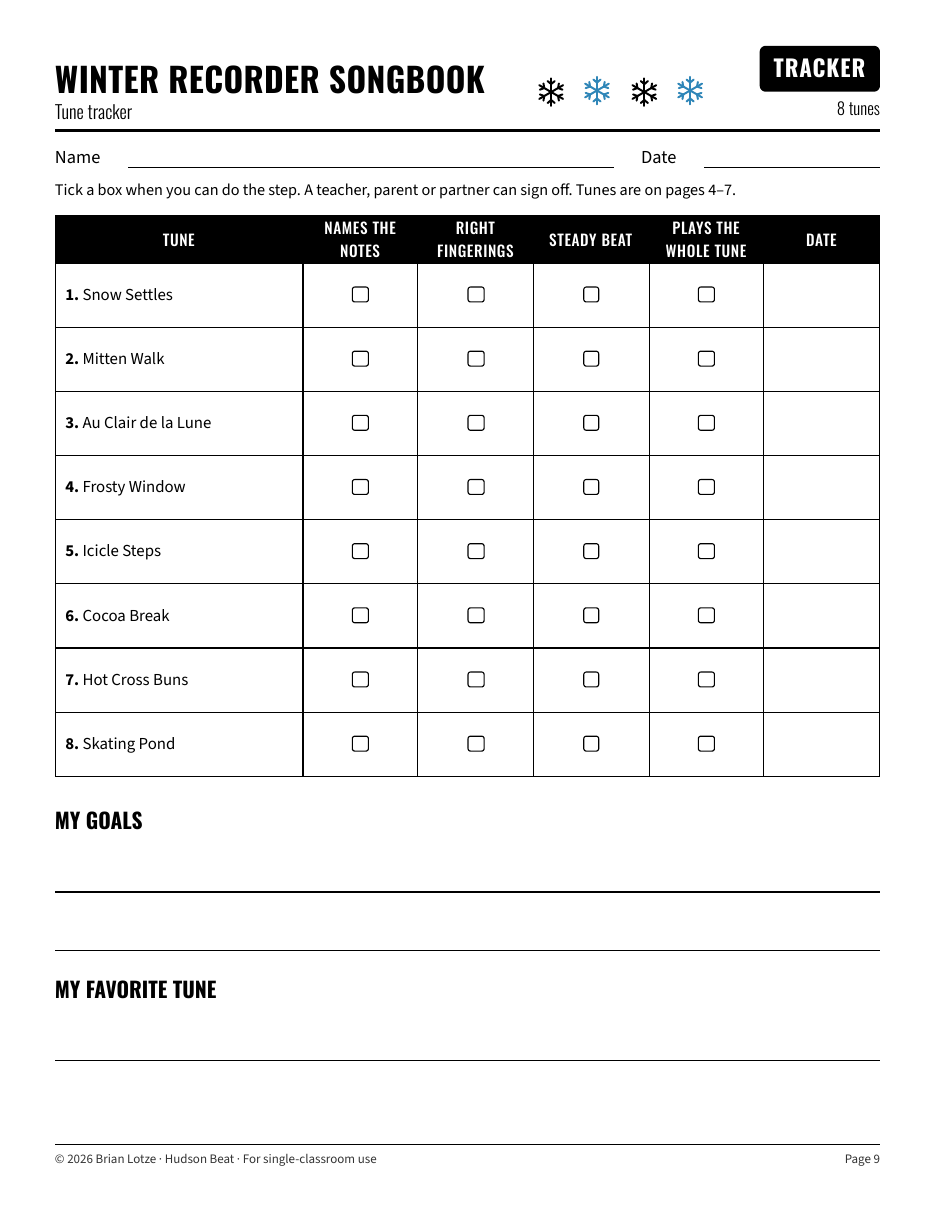 WINTER RECORDER SONGBOOK
TRACKER
Tune tracker
8 tunes
Name
Date
Tick a box when you can do the step. A teacher, parent or partner can sign off. Tunes are on pages 4–7.
TUNE
NAMES THE
NOTES
RIGHT
FINGERINGS
STEADY BEAT
PLAYS THE
WHOLE TUNE
DATE
1. Snow Settles
2. Mitten Walk
3. Au Clair de la Lune
4. Frosty Window
5. Icicle Steps
6. Cocoa Break
7. Hot Cross Buns
8. Skating Pond
MY GOALS
MY FAVORITE TUNE
© 2026 Brian Lotze · Hudson Beat · For single-classroom use
Page 9